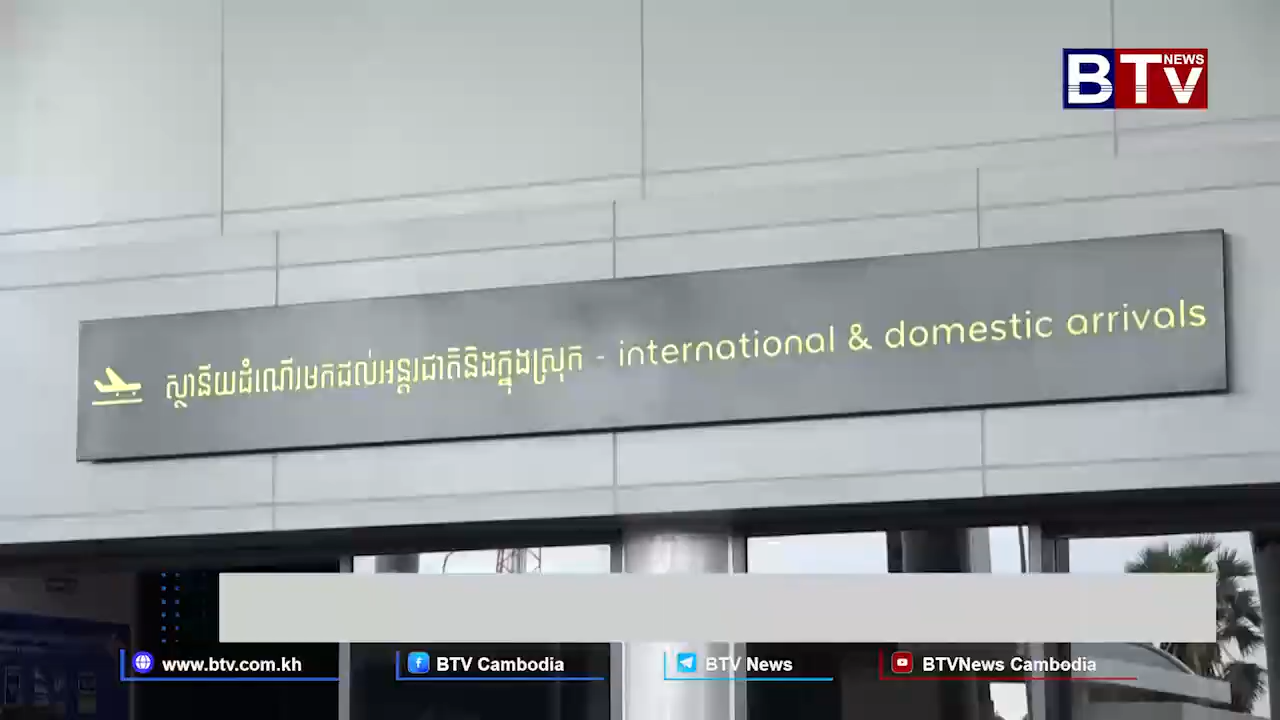 BTV NEWS
ស្ថានីយដំណើរមកដល់អន្តរជាតិនិងក្នុងស្រុក - international & domestic arrivals
www.btv.com.kh
BTV Cambodia
BTV News
BTVNews Cambodia